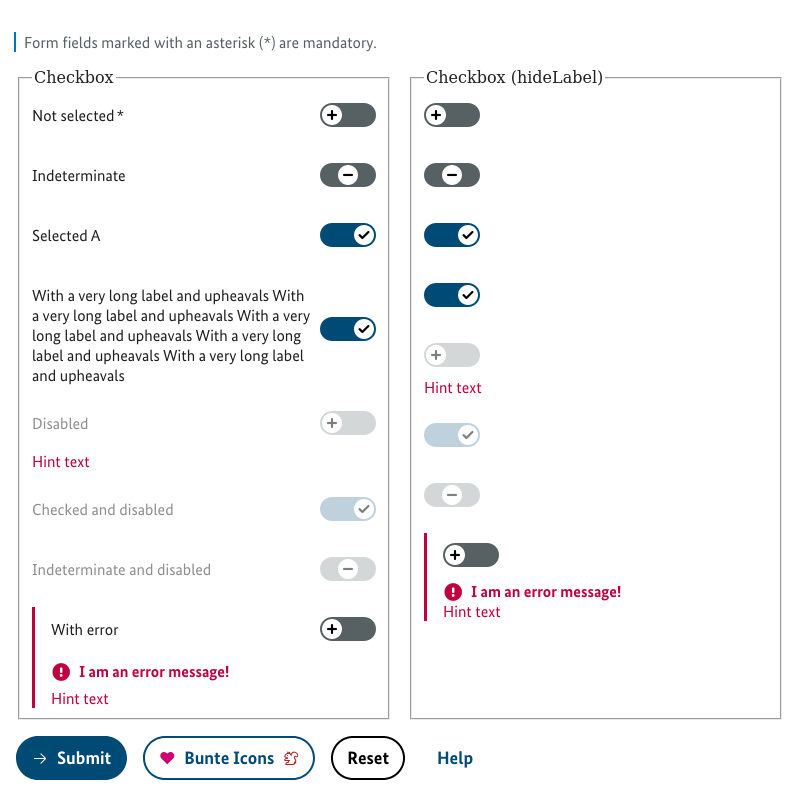 Form fields marked with an asterisk (*) are mandatory.
Checkbox
Not selected *
Indeterminate
Selected A
With a very long label and upheavals With
a very long label and upheavals With a very
long label and upheavals With a very long
label and upheavals With a very long label
and upheavals
Disabled
Hint text
Checked and disabled
Indeterminate and disabled
With error
I am an error message!
Hint text
Checkbox (hideLabel)
Hint text
I am an error message!
Hint text
Submit
Bunte Icons
Reset
Help